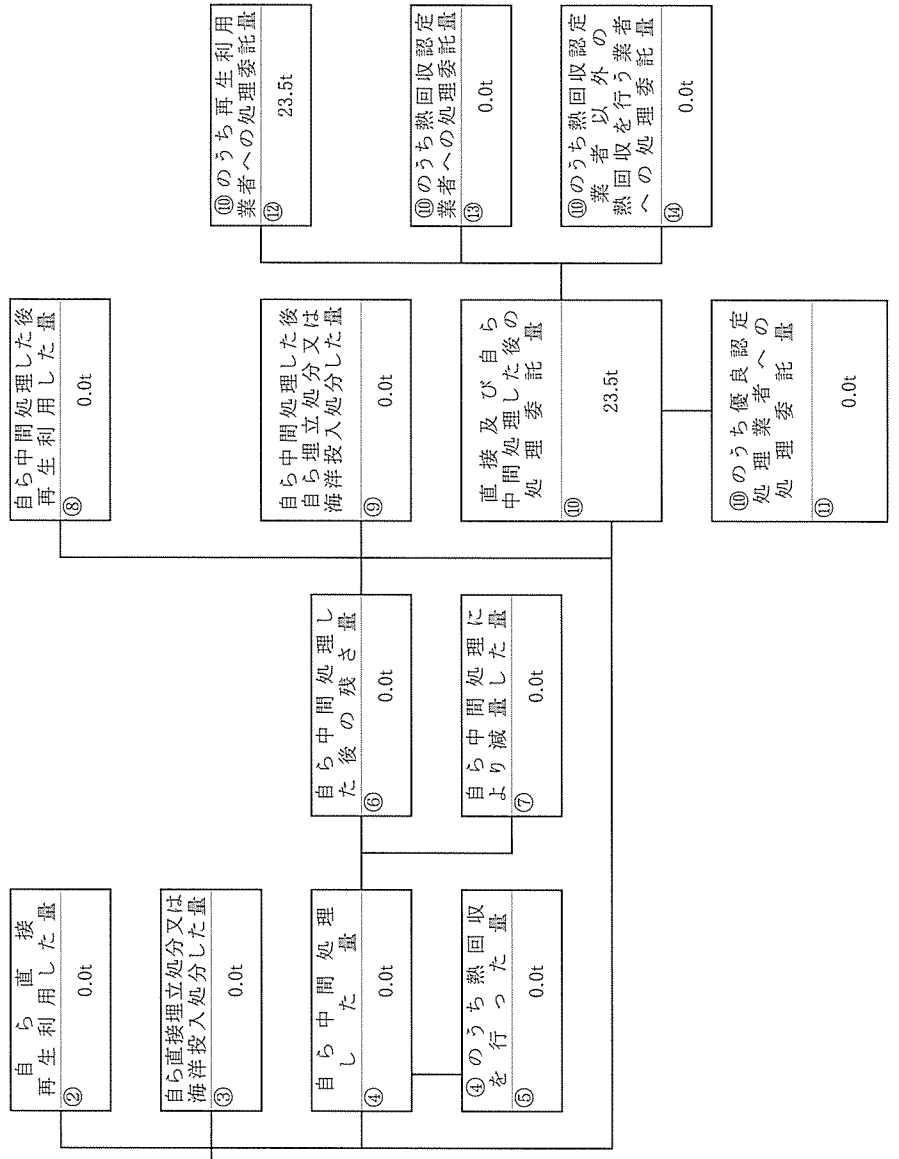 自ら直接
再生利用した量
②
0.0t
自ら直接埋立処分又は
海洋投入処分した量
③
0.0t
自ら中間処理
した量
④
0.0t
④のうち熱回収
を行った量
⑤
0.0t
自ら中間処理し
た後の残さ量
⑥
0.0t
自ら中間処理に
より減量した量
⑦
0.0t
自ら中間処理した後
再生利用した量
⑧
0.0t
自ら中間処理した後
自ら埋立処分又は
海洋投入処分した量
⑨
0.0t
直接及び自ら
中間処理した後の
処理委託量
⑩
23.5t
⑩のうち優良認定
処理業者への
処理委託量
⑪
0.0t
⑩のうち再生利用
業者への処理委託量
⑫
23.5t
⑩のうち熱回収認定
業者への処理委託量
⑬
0.0t
⑩のうち熱回収認定
業者以外の
熱回収を行う業者
への処理委託量
⑭
0.0t